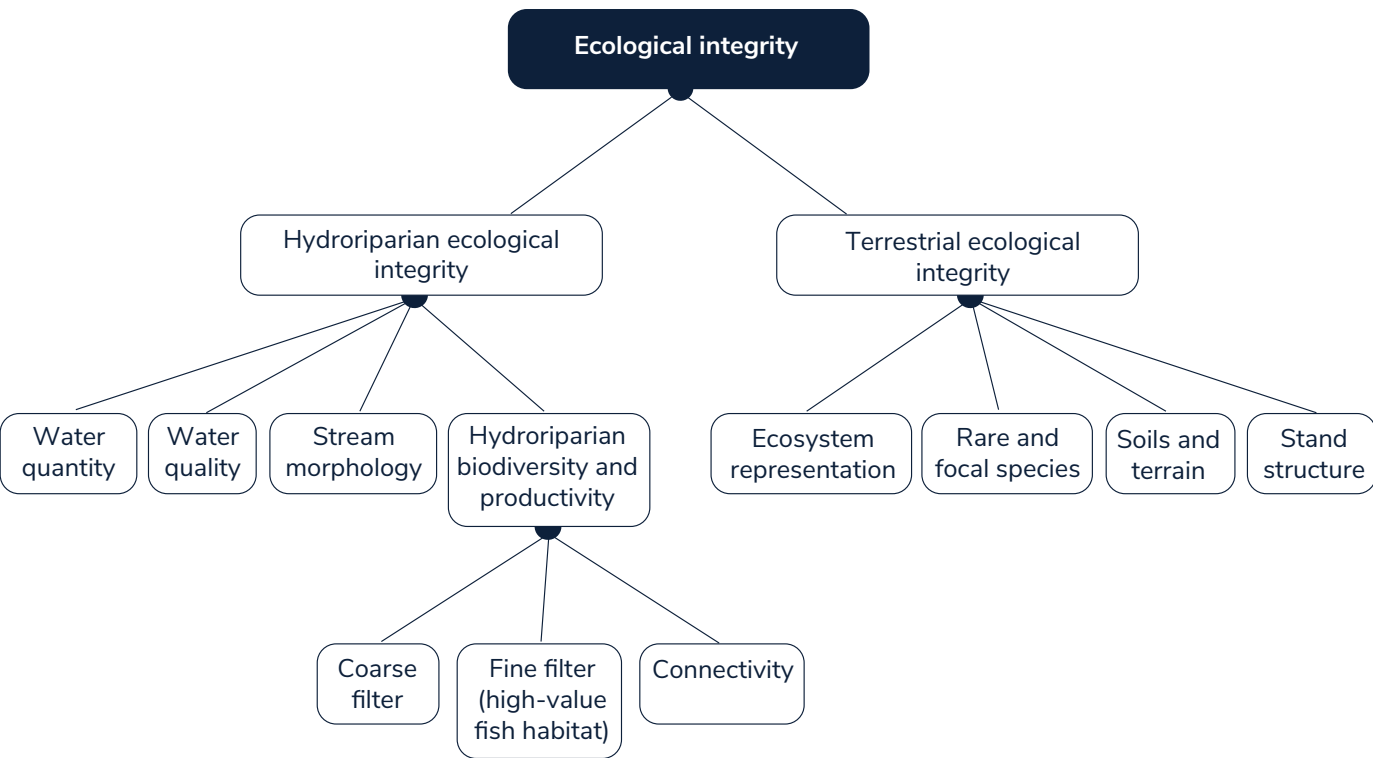 Ecological integrity
Hydroriparian ecological
integrity
Terrestrial ecological
integrity
Water
quantity
Water
quality
Stream
morphology
Hydroriparian
biodiversity and
productivity
Ecosystem
representation
Rare and
focal species
Soils and
terrain
Stand
structure
Coarse
filter
Fine filter
(high-value
fish habitat)
Connectivity